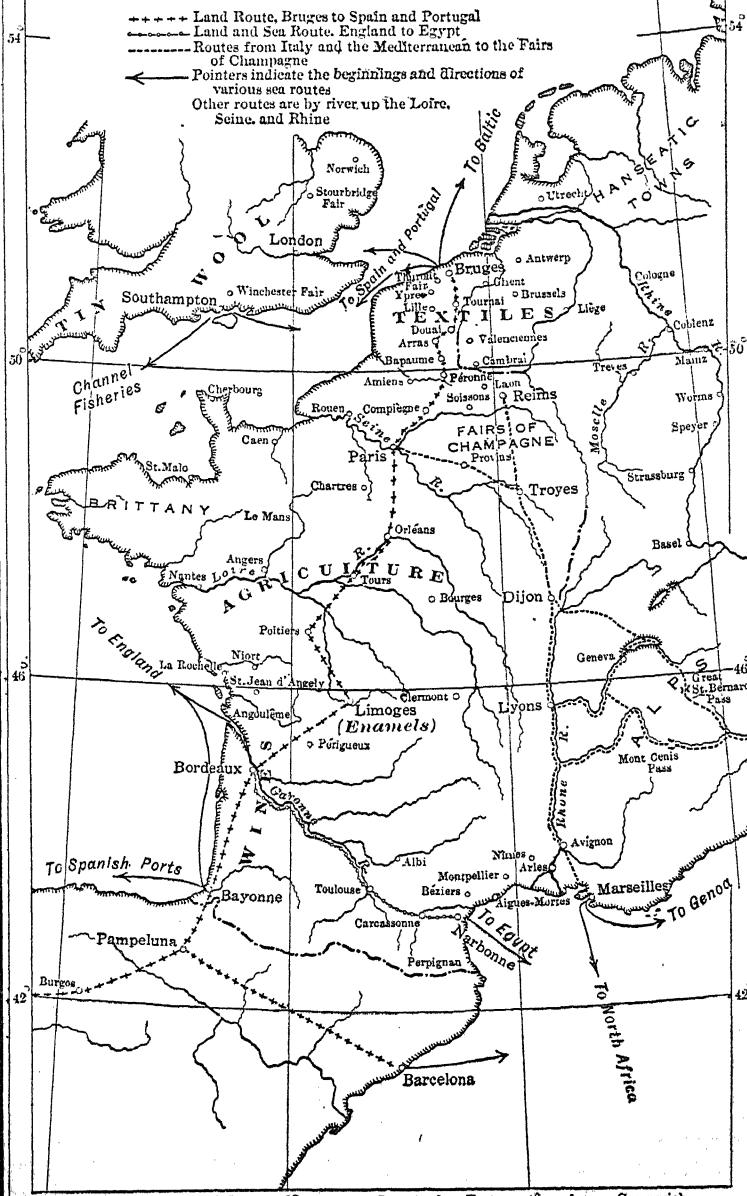 Land Route, Bruges to Spain and Portugal
Land and Sea Route. England to Egypt
Routes from Italy and the Mediterranean to the Fairs
of Champagne
Pointers indicate the beginnings and directions of
various sea routes
Other routes are by river, up the Loire,
Seine, and Rhine
54°
54°
To Baltic
HANSEATIC
TOWNS
Norwich
Stourbridge
Fair
Utrecht
WOOL
London
To Spain and Portugal
Bruges
Antwerp
Thurout
Fair
Ghent
Cologne
Rhine
Ypres
Brussels
TIN
Southampton
Winchester Fair
Lille
Tournai
TEXTILES
Liège
Douai
Coblenz
Arras
Valenciennes
R.
50°
50°
Bapaume
Cambrai
Treves
R.
Mainz
Channel
Fisheries
Amiens
Péronne
Laon
Cherbourg
Soissons
Reims
Worms
Rouen
Compiègne
Moselle
Seine
FAIRS OF
CHAMPAGNE
Speyer
Caen
Paris
Provins
St. Malo
R.
Strassburg
Chartres
Troyes
BRITTANY
Le Mans
Orléans
Basel
Angers
R.
Nantes
Loire
AGRICULTURE
Tours
Bourges
Dijon
Poitiers
To England
Niort
Geneva
La Rochelle
46
46°
St. Jean d'Angely
Great
St. Bernard
Pass
Clermont
Lyons
Angoulême
Limoges
(Enamels)
ALPS
R.
Périgueux
Mont Cenis
Pass
Bordeaux
WINES
Garonne
Rhone
Avignon
Albi
Nîmes
To Spanish Ports
R.
Arles
Montpellier
Toulouse
Béziers
Marseilles
Bayonne
Aigues-Mortes
To Genoa
Carcassonne
To Egypt
Narbonne
Pampeluna
Perpignan
Burgos
42
42°
To North Africa
Barcelona